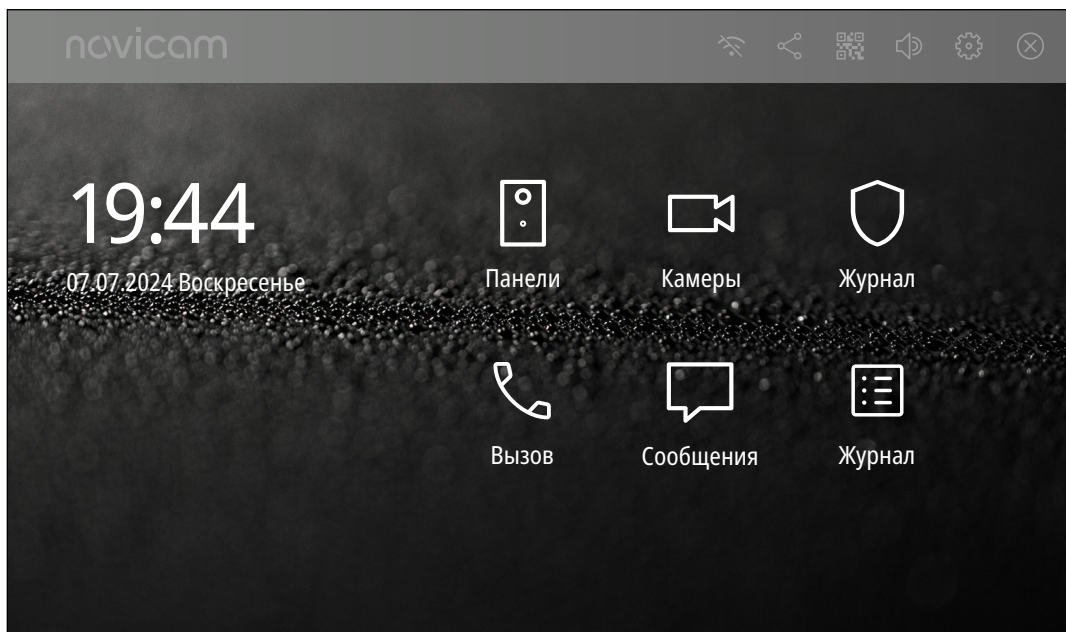 novicam
19:44
07.07.2024 Воскресенье
Панели Камеры Журнал
Вызов Сообщения Журнал